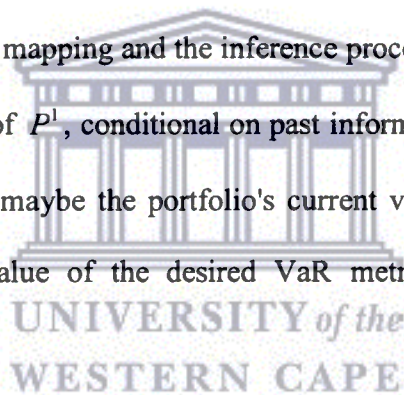 mapping and the inference proc
of P¹, conditional on past inform
maybe the portfolio's current v
alue of the desired VaR metr
UNIVERSITY of the
WESTERN CAPE